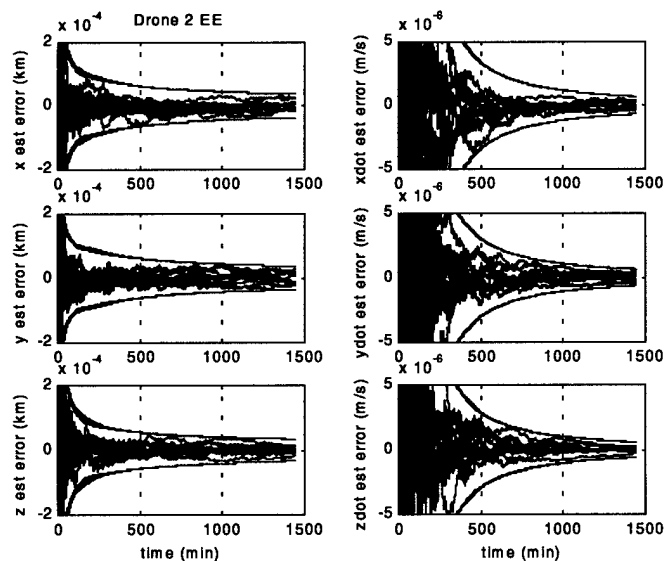 Drone 2 EE
x 10-4
2
0
-2
x est error (km)
0 500 1000 1500
x 10-6
5
0
-5
xdot est error (m/s)
0 500 1000 1500
x 10-4
2
0
-2
y est error (km)
0 500 1000 1500
x 10-6
5
0
-5
ydot est error (m/s)
0 500 1000 1500
x 10-4
2
0
-2
z est error (km)
0 500 1000 1500
time (min)
x 10-6
5
0
-5
zdot est error (m/s)
0 500 1000 1500
time (min)